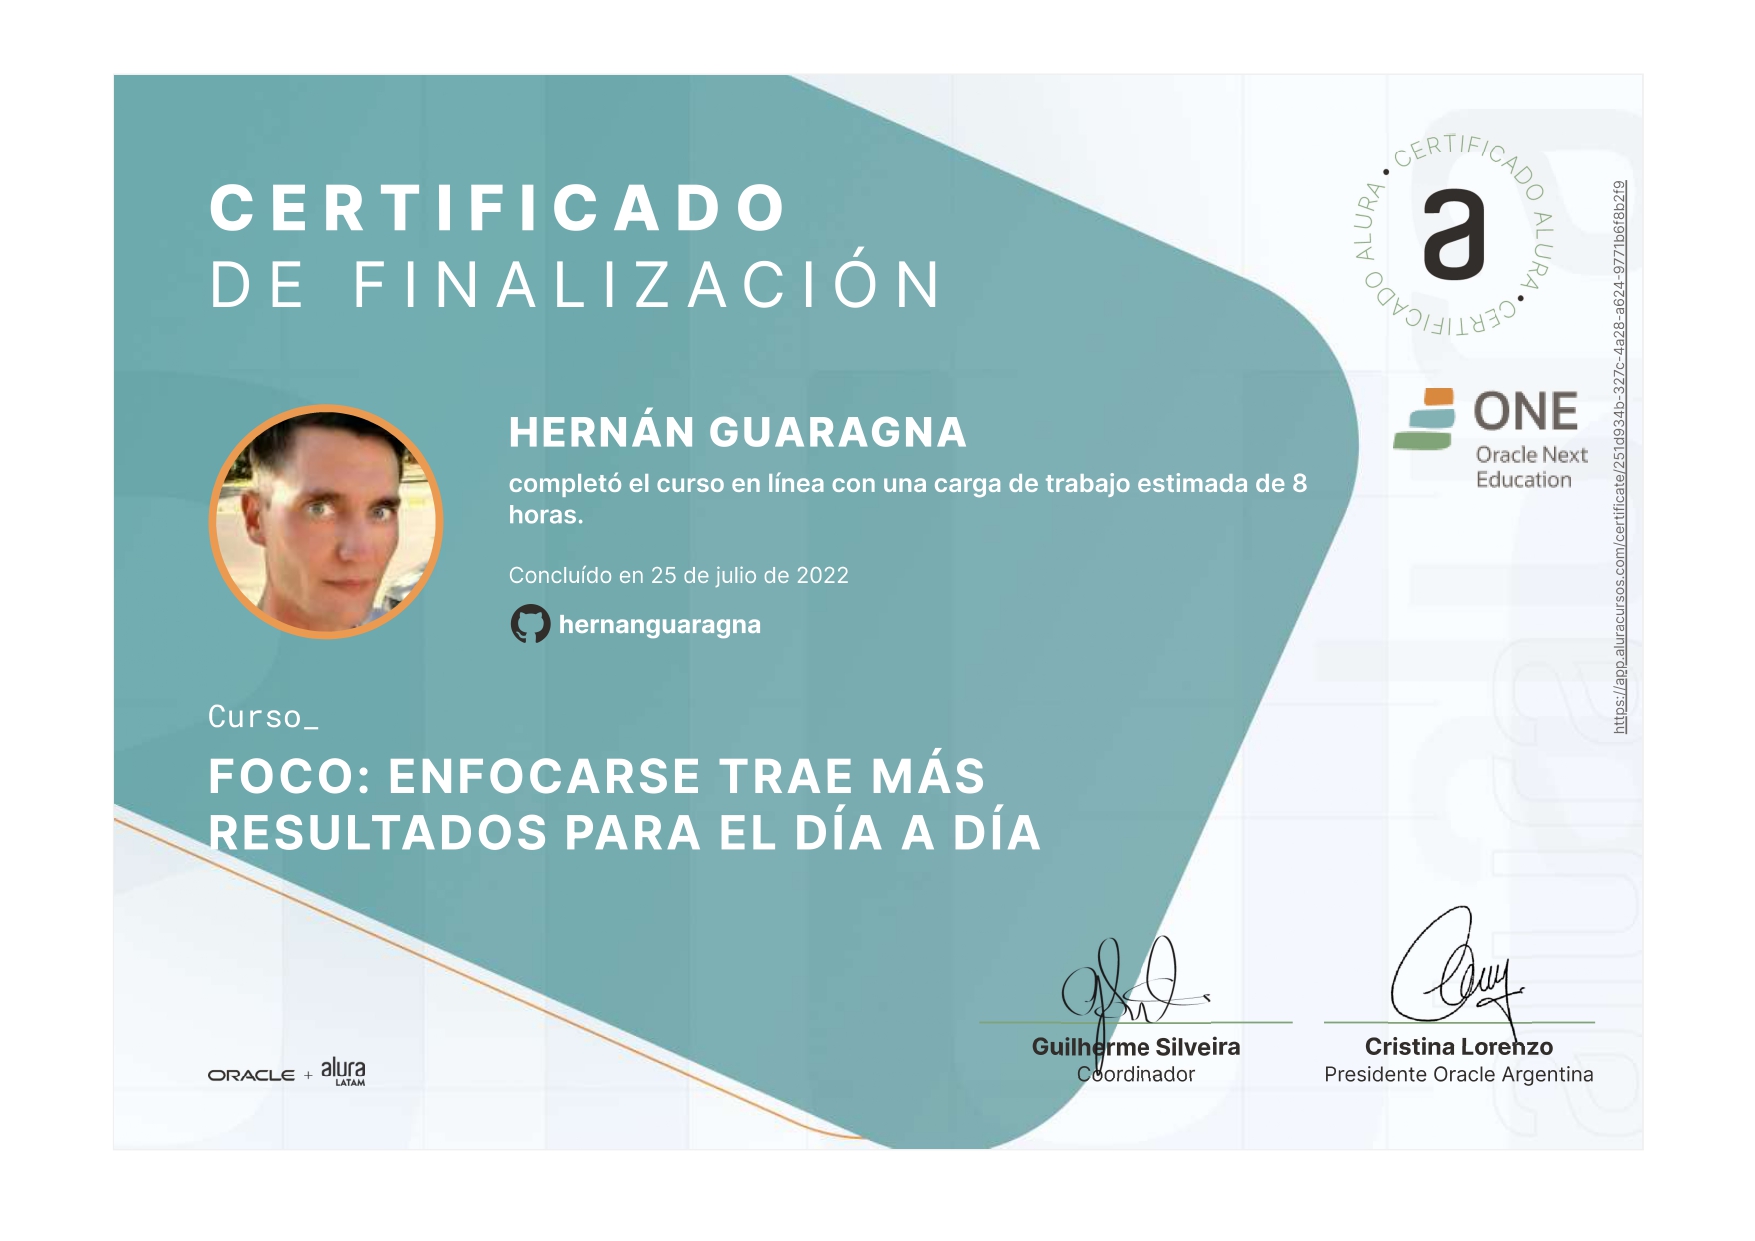 CERTIFICADO
DE FINALIZACIÓN
CERTIFICADO ALURA • CERTIFICADO ALURA •
a
ONE
Oracle Next
Education
HERNÁN GUARAGNA
completó el curso en línea con una carga de trabajo estimada de 8
horas.
Concluído en 25 de julio de 2022
hernanguaragna
Curso_
FOCO: ENFOCARSE TRAE MÁS
RESULTADOS PARA EL DÍA A DÍA
https://app.aluracursos.com/certificate/251d934b-327c-4a28-a624-9771b6f8b2f9
Guilherme Silveira
Coordinador
Cristina Lorenzo
Presidente Oracle Argentina
ORACLE + alura
LATAM